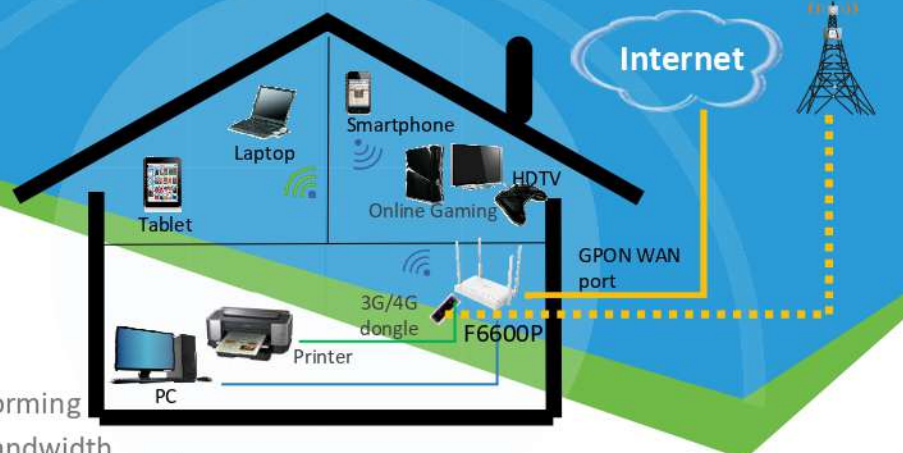 Internet
Smartphone
Laptop
HDTV
Online Gaming
Tablet
GPON WAN
port
3G/4G
dongle
F6600P
Printer
PC
orming
andwidth